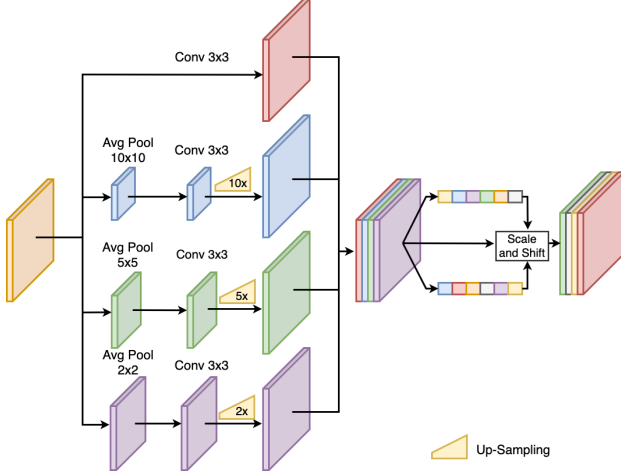 Conv 3x3
Avg Pool
10x10
Conv 3x3
10x
Avg Pool
5x5
Conv 3x3
5x
Scale
and Shift
Avg Pool
2x2
Conv 3x3
2x
Up-Sampling